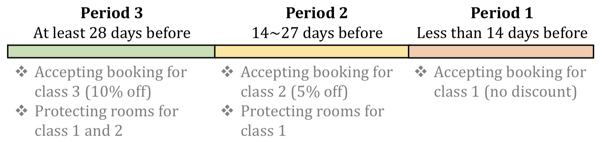 Period 3
At least 28 days before
❖ Accepting booking for
class 3 (10% off)
❖ Protecting rooms for
class 1 and 2
Period 2
14~27 days before
❖ Accepting booking for
class 2 (5% off)
❖ Protecting rooms for
class 1
Period 1
Less than 14 days before
❖ Accepting booking for
class 1 (no discount)